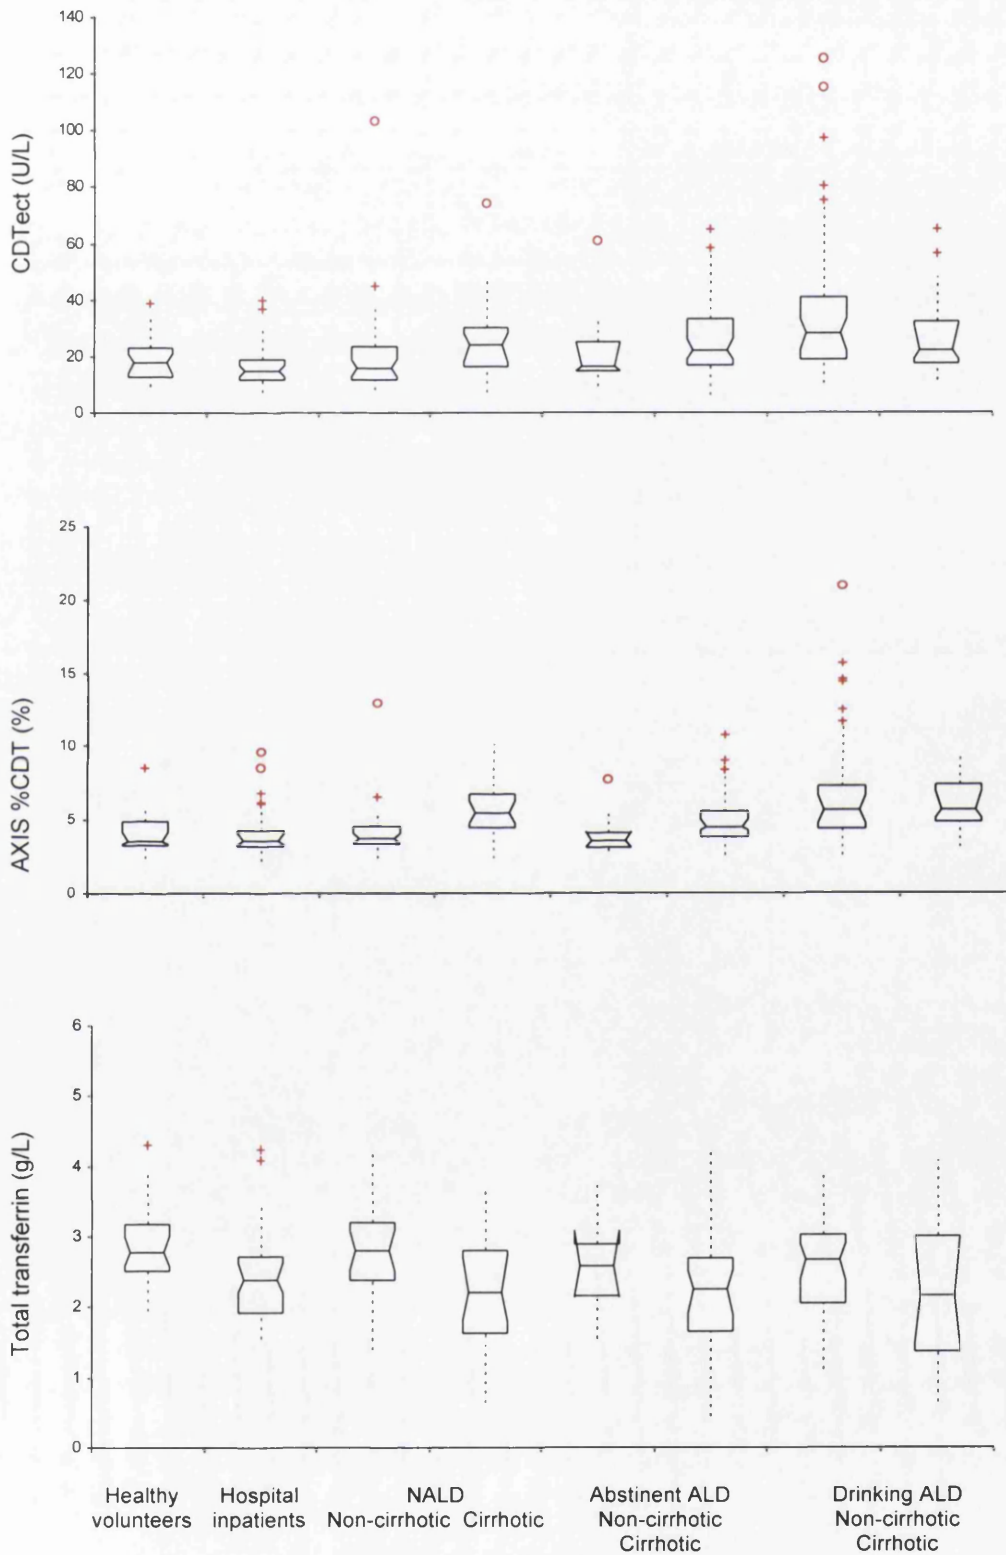 140
120
100
80
60
40
20
0
CDTect (U/L)
25
20
15
10
5
0
AXIS %CDT (%)
6
5
4
3
2
1
0
Total transferrin (g/L)
Healthy
volunteers
Hospital
inpatients
NALD
Non-cirrhotic Cirrhotic
Abstinent ALD
Non-cirrhotic
Cirrhotic
Drinking ALD
Non-cirrhotic
Cirrhotic